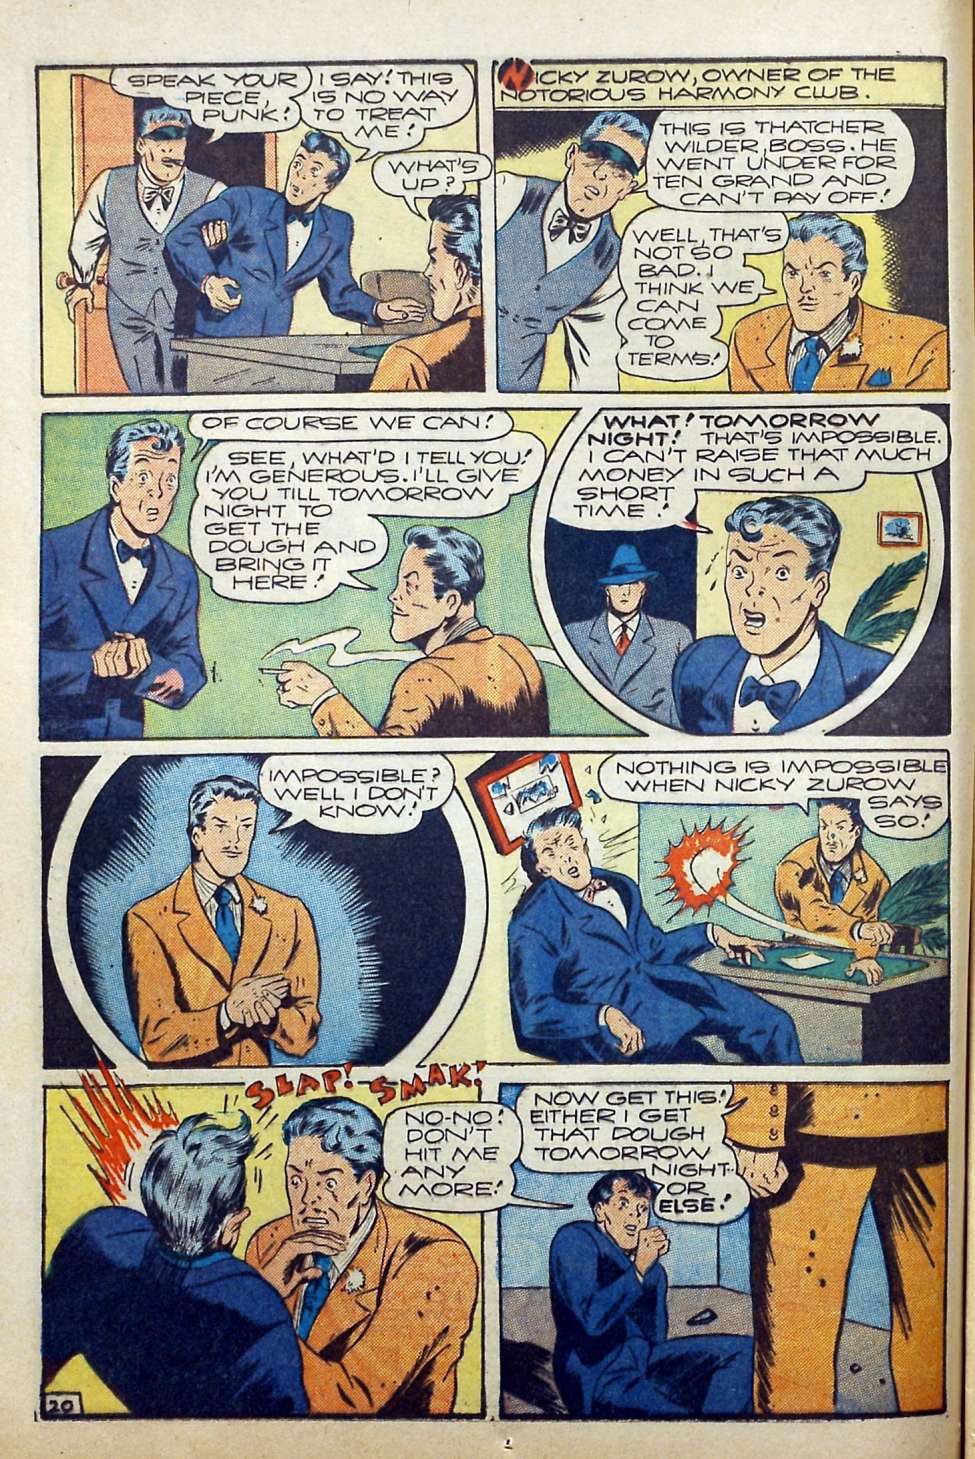 SPEAK YOUR
PIECE,
PUNK!
I SAY! THIS
IS NO WAY
TO TREAT
ME!
WHAT'S
UP?
NICKY ZUROW, OWNER OF THE
NOTORIOUS HARMONY CLUB.
THIS IS THATCHER
WILDER, BOSS. HE
WENT UNDER FOR
TEN GRAND AND
CAN'T PAY OFF!
WELL, THAT'S
NOT SO
BAD. I
THINK WE
CAN
COME
TO
TERMS!
OF COURSE WE CAN!
SEE, WHAT'D I TELL YOU!
I'M GENEROUS. I'LL GIVE
YOU TILL TOMORROW
NIGHT TO
GET THE
DOUGH AND
BRING IT
HERE!
WHAT! TOMORROW
NIGHT! THAT'S IMPOSSIBLE.
I CAN'T RAISE THAT MUCH
MONEY IN SUCH A
SHORT
TIME!
IMPOSSIBLE?
WELL I DON'T
KNOW!
NOTHING IS IMPOSSIBLE
WHEN NICKY ZUROW
SAYS
SO!
SLAP! SMAK!
NO-NO!
DON'T
HIT ME
ANY
MORE!
NOW GET THIS!
EITHER I GET
THAT DOUGH
TOMORROW
NIGHT
OR
ELSE!
20